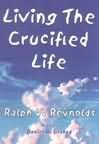 Living The
Crucified
Life
Ralph V. Reynolds